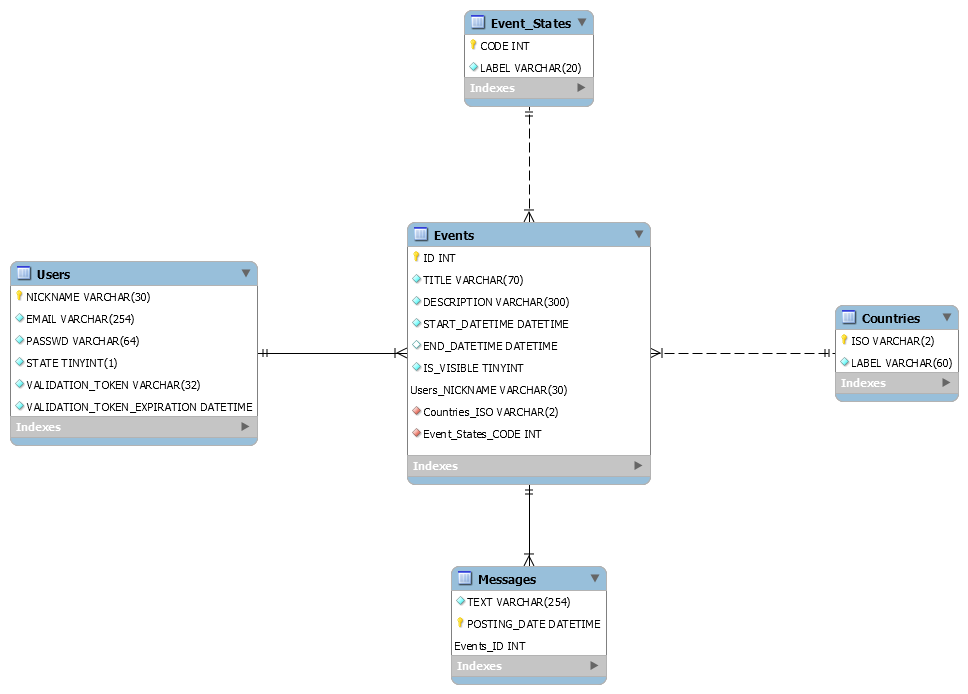 Event_States
CODE INT
LABEL VARCHAR(20)
Indexes
Events
ID INT
TITLE VARCHAR(70)
DESCRIPTION VARCHAR(300)
START_DATETIME DATETIME
END_DATETIME DATETIME
IS_VISIBLE TINYINT
Users_NICKNAME VARCHAR(30)
Countries_ISO VARCHAR(2)
Event_States_CODE INT
Indexes
Users
NICKNAME VARCHAR(30)
EMAIL VARCHAR(254)
PASSWD VARCHAR(64)
STATE TINYINT(1)
VALIDATION_TOKEN VARCHAR(32)
VALIDATION_TOKEN_EXPIRATION DATETIME
Indexes
Countries
ISO VARCHAR(2)
LABEL VARCHAR(60)
Indexes
Messages
TEXT VARCHAR(254)
POSTING_DATE DATETIME
Events_ID INT
Indexes